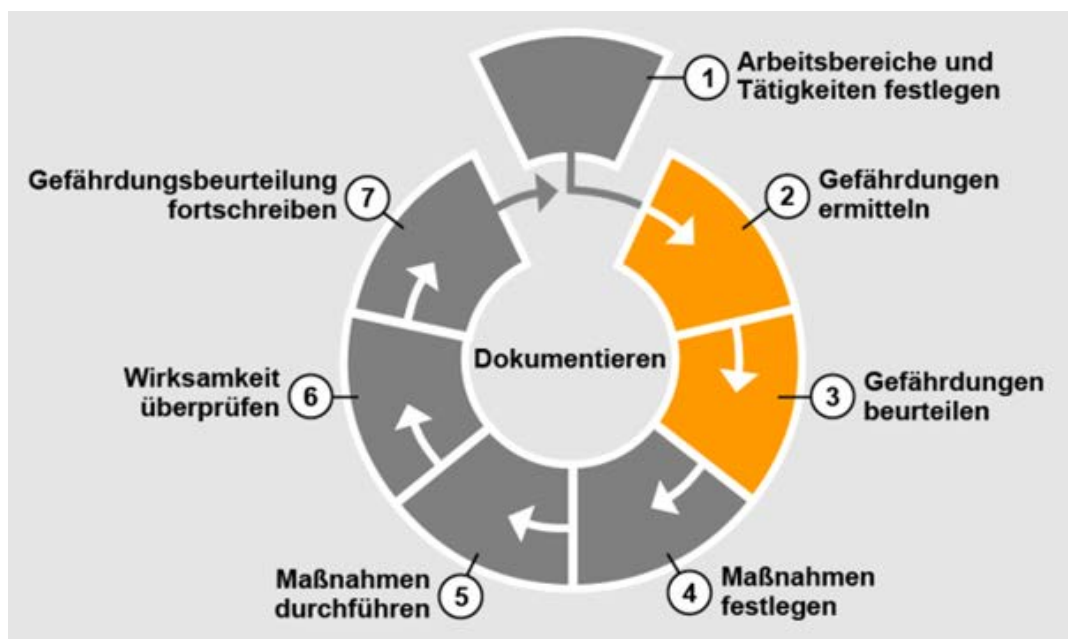 1
Arbeitsbereiche und
Tätigkeiten festlegen
2
Gefährdungen
ermitteln
3
Gefährdungen
beurteilen
4
Maßnahmen
festlegen
5
Maßnahmen
durchführen
6
Wirksamkeit
überprüfen
7
Gefährdungsbeurteilung
fortschreiben
Dokumentieren